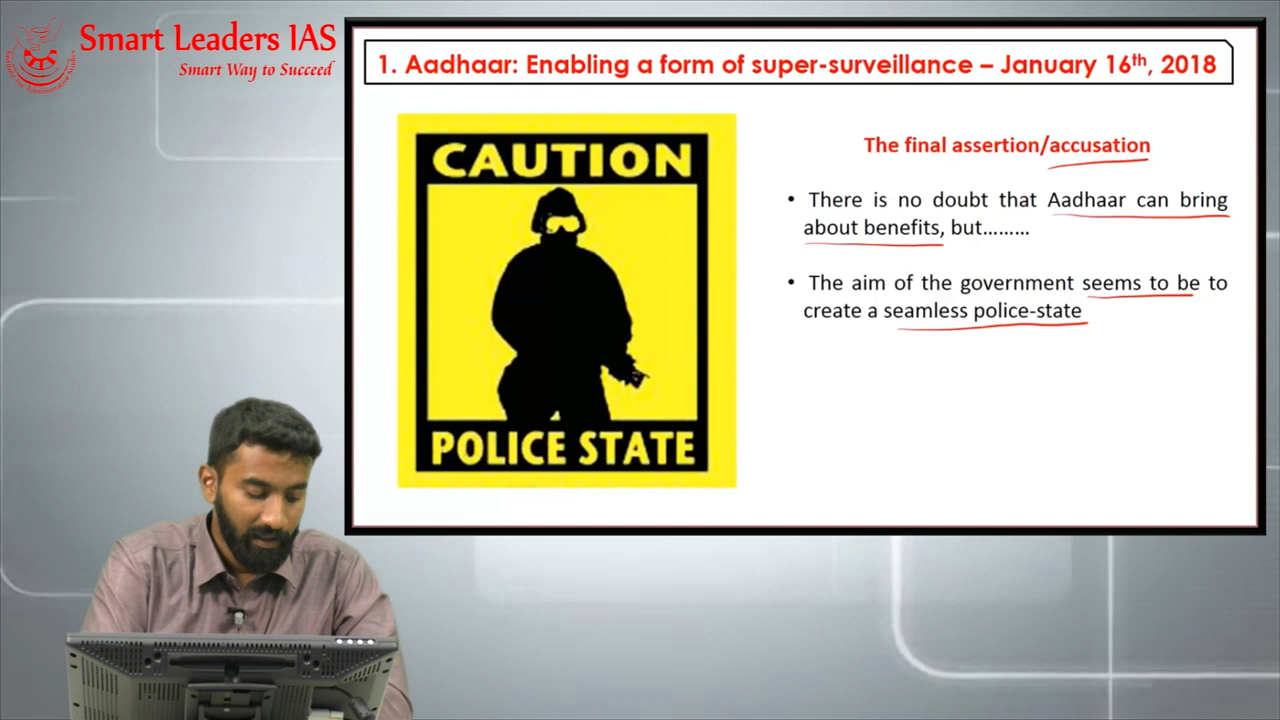 Smart Leaders IAS
Smart Way to Succeed
1. Aadhaar: Enabling a form of super-surveillance – January 16th, 2018
CAUTION
POLICE STATE
The final assertion/accusation
• There is no doubt that Aadhaar can bring
about benefits, but.........
• The aim of the government seems to be to
create a seamless police-state